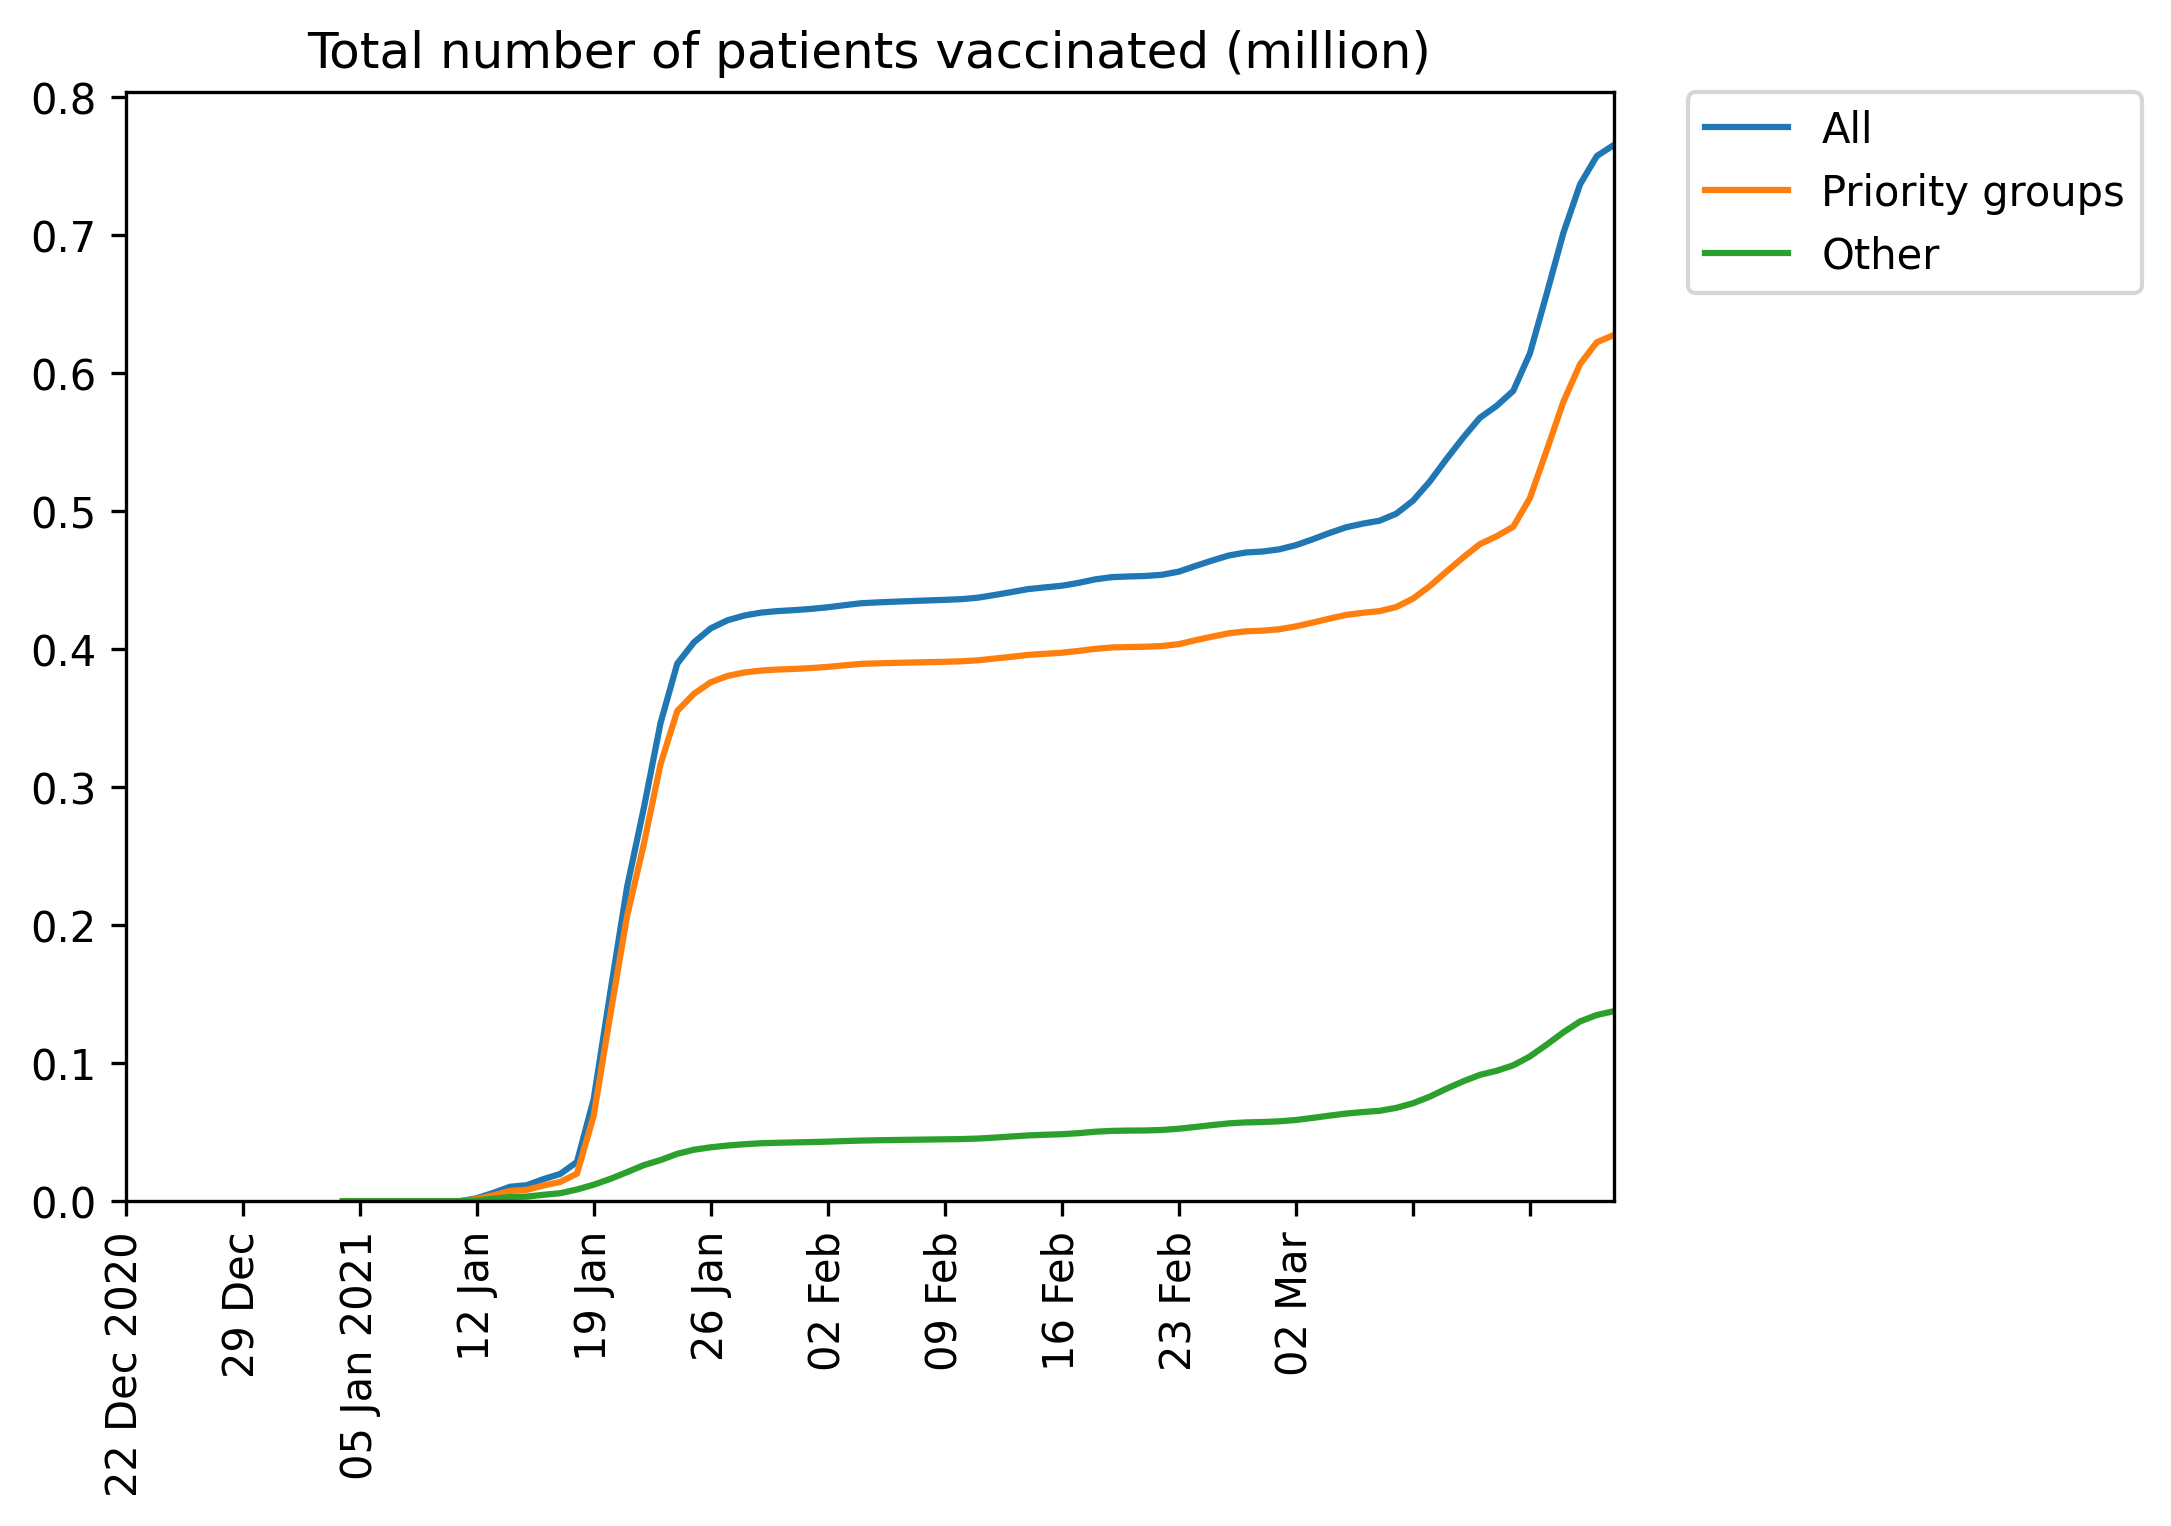 Total number of patients vaccinated (million)
0.8
0.7
0.6
0.5
0.4
0.3
0.2
0.1
0.0
22 Dec 2020
29 Dec
05 Jan 2021
12 Jan
19 Jan
26 Jan
02 Feb
09 Feb
16 Feb
23 Feb
02 Mar
All
Priority groups
Other